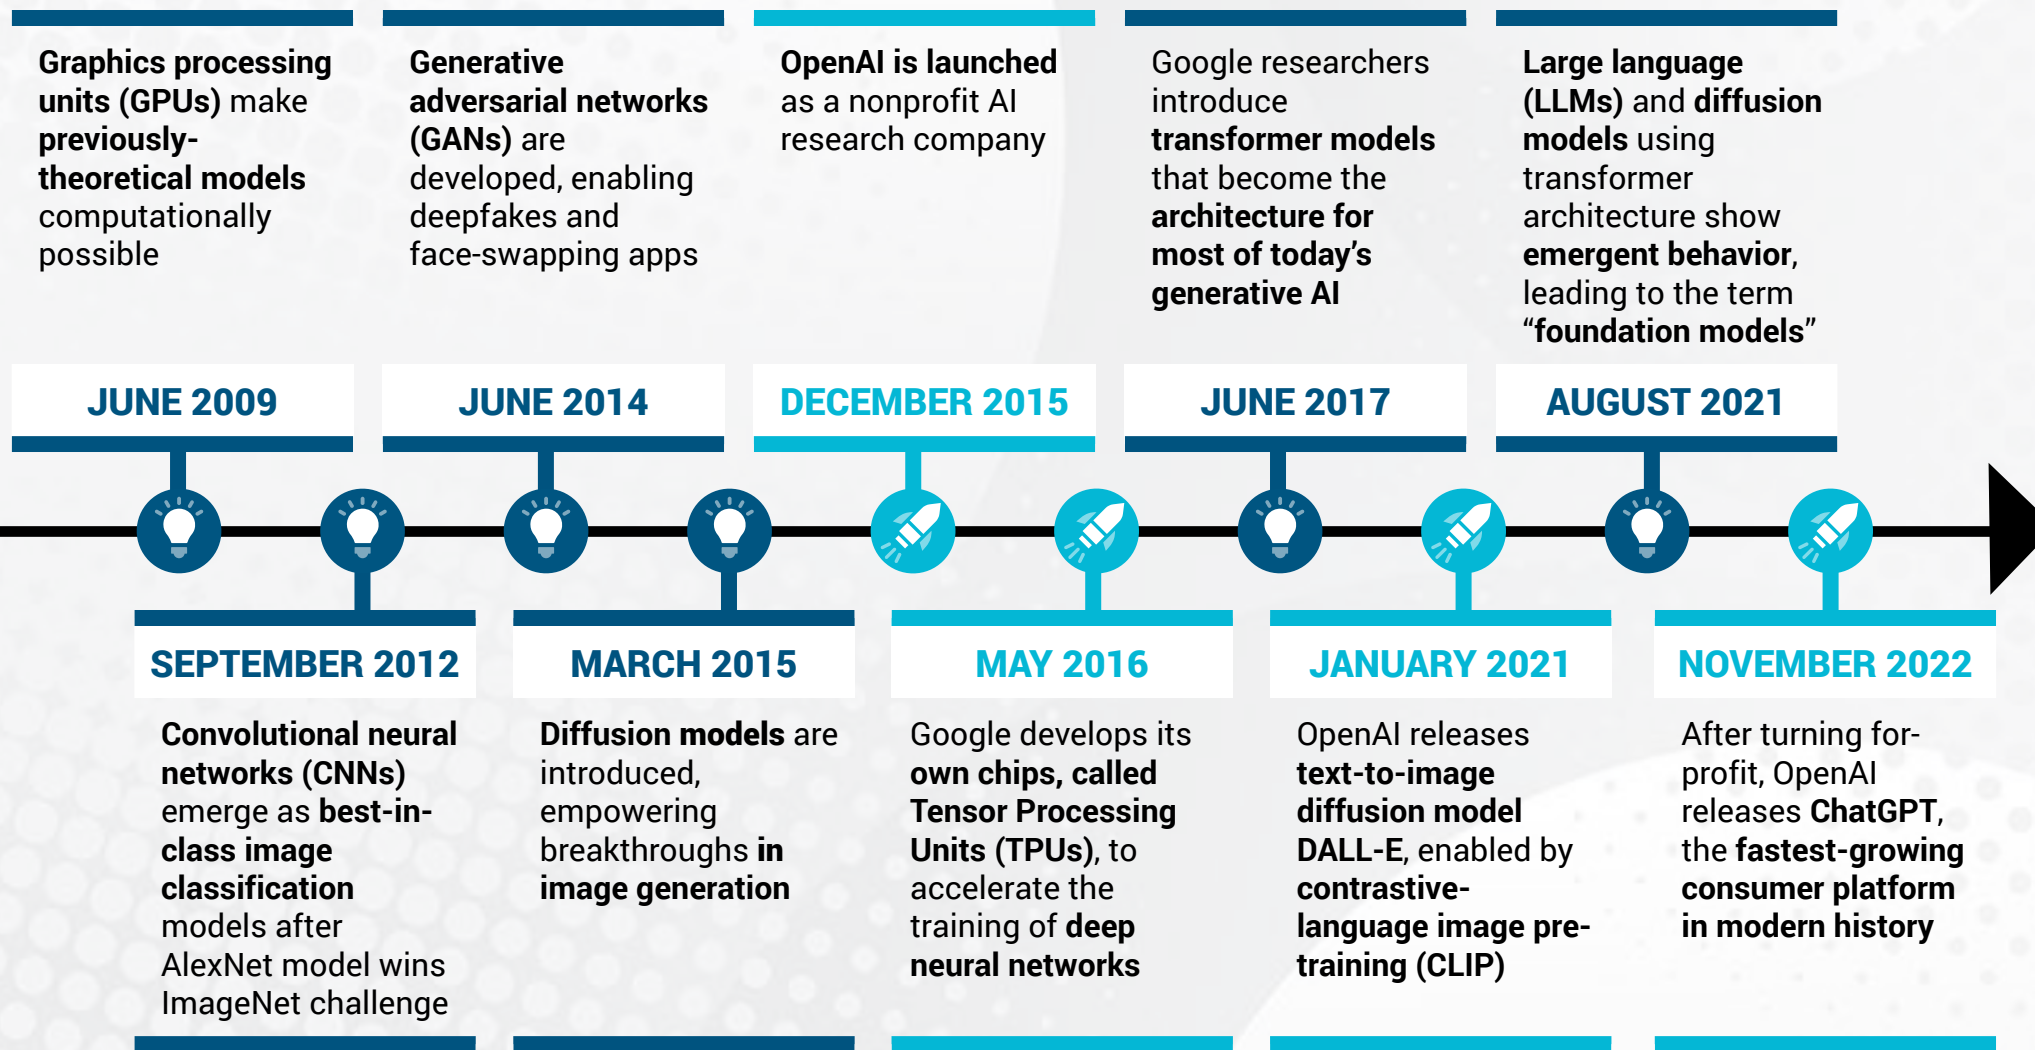 Graphics processing
units (GPUs) make
previously-
theoretical models
computationally
possible
JUNE 2009
Generative
adversarial networks
(GANs) are
developed, enabling
deepfakes and
face-swapping apps
JUNE 2014
OpenAI is launched
as a nonprofit AI
research company
DECEMBER 2015
Google researchers
introduce
transformer models
that become the
architecture for
most of today's
generative AI
JUNE 2017
Large language
(LLMs) and diffusion
models using
transformer
architecture show
emergent behavior,
leading to the term
“foundation models”
AUGUST 2021
SEPTEMBER 2012
Convolutional neural
networks (CNNs)
emerge as best-in-
class image
classification
models after
AlexNet model wins
ImageNet challenge
MARCH 2015
Diffusion models are
introduced,
empowering
breakthroughs in
image generation
MAY 2016
Google develops its
own chips, called
Tensor Processing
Units (TPUs), to
accelerate the
training of deep
neural networks
JANUARY 2021
OpenAI releases
text-to-image
diffusion model
DALL-E, enabled by
contrastive-
language image pre-
training (CLIP)
NOVEMBER 2022
After turning for-
profit, OpenAI
releases ChatGPT,
the fastest-growing
consumer platform
in modern history